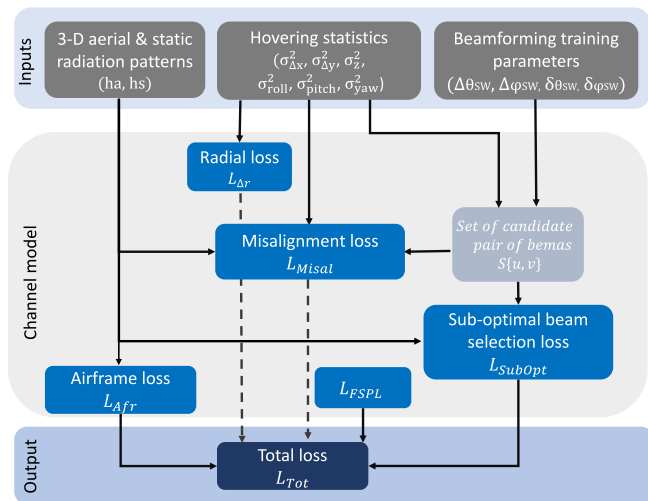 Inputs
3-D aerial & static
radiation patterns
(ha, hs)
Hovering statistics
(σ²Δx, σ²Δy, σ²z,
σ²roll, σ²pitch, σ²yaw)
Beamforming training
parameters
(ΔθSW, ΔφSW, δθSW, δφSW)
Channel model
Radial loss
LΔr
Misalignment loss
LMisal
Set of candidate
pair of bemas
S{u, v}
Sub-optimal beam
selection loss
LSubOpt
Airframe loss
LAfr
LFSPL
Output
Total loss
LTot